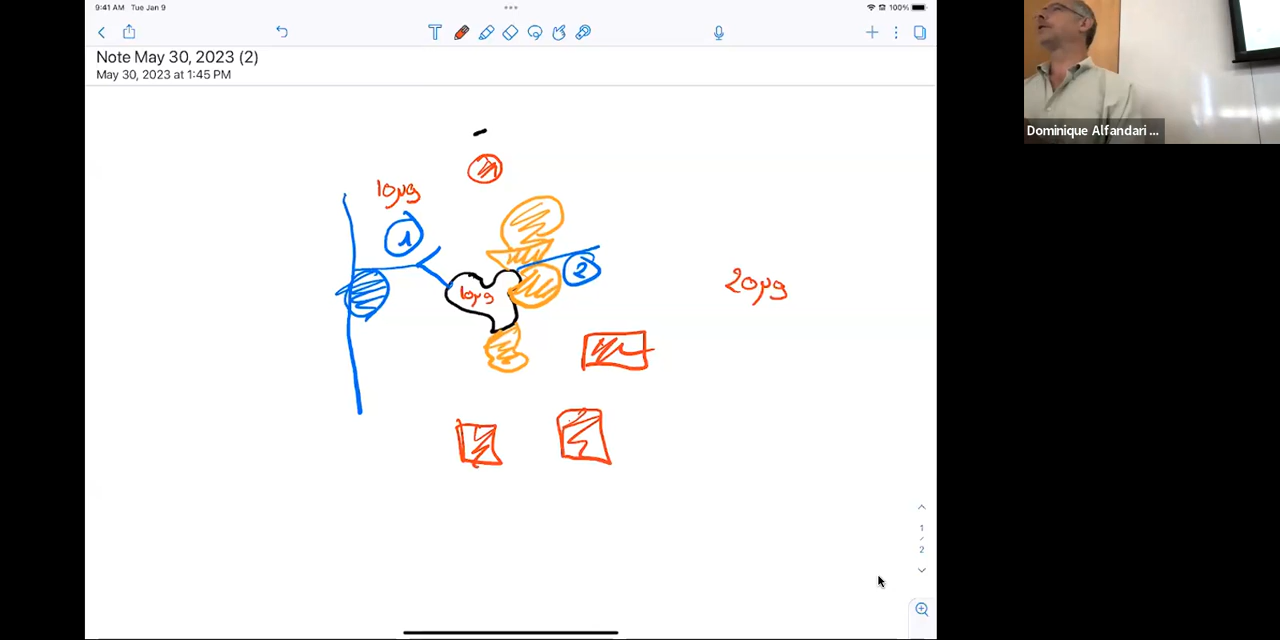 9:41 AM Tue Jan 9
100%
Note May 30, 2023 (2)
May 30, 2023 at 1:45 PM
10µg
1
2
10µg
20µg
1
/
2
Dominique Alfandari ...